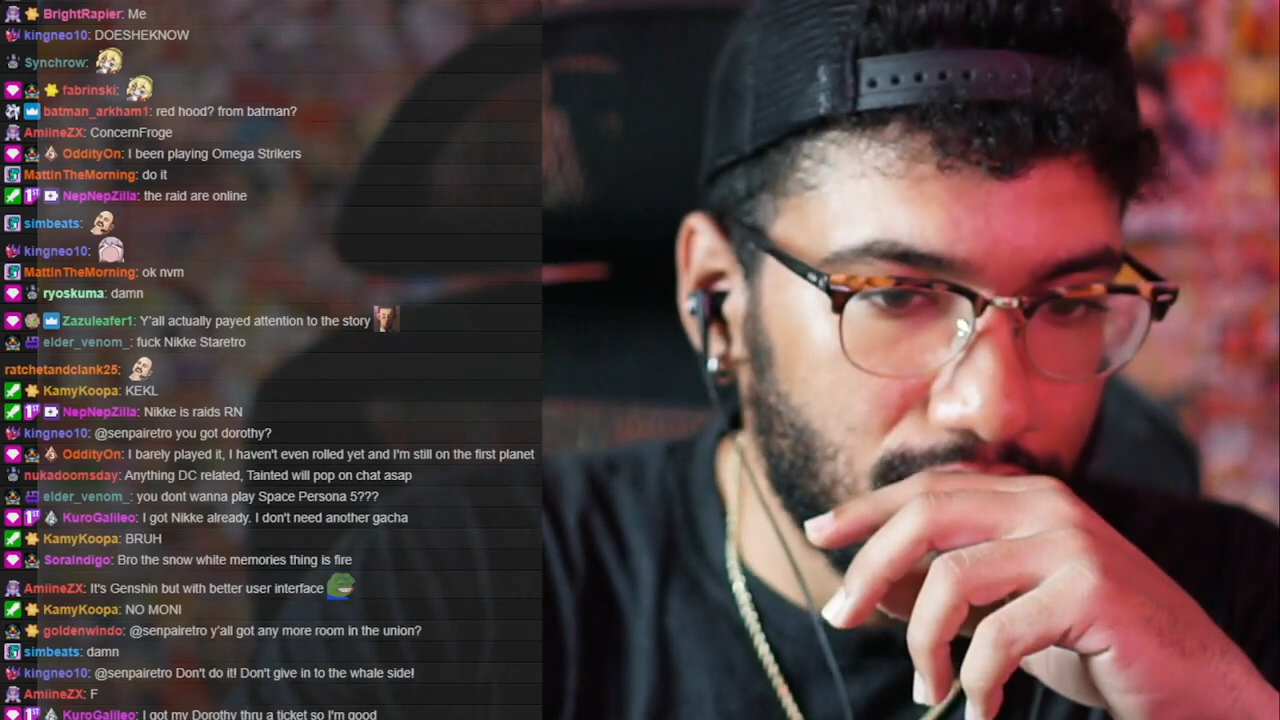 BrightRapier: Me
kingneo10: DOESHEKNOW
Synchrow:
fabrinski:
batman_arkham1: red hood? from batman?
AmiineZX: ConcernFroge
OddityOn: I been playing Omega Strikers
MattInTheMorning: do it
NepNepZilla: the raid are online
simbeats:
kingneo10:
MattInTheMorning: ok nvm
ryoskuma: damn
Zazuleafer1: Y'all actually payed attention to the story
elder_venom_: fuck Nikke Staretro
ratchetandclank25:
KamyKoopa: KEKL
NepNepZilla: Nikke is raids RN
kingneo10: @senpairetro you got dorothy?
OddityOn: I barely played it, I haven't even rolled yet and I'm still on the first planet
nukadoomsday: Anything DC related, Tainted will pop on chat asap
elder_venom_: you dont wanna play Space Persona 5???
KuroGalileo: I got Nikke already. I don't need another gacha
KamyKoopa: BRUH
SoraIndigo: Bro the snow white memories thing is fire
AmiineZX: It's Genshin but with better user interface
KamyKoopa: NO MONI
goldenwindo: @senpairetro y'all got any more room in the union?
simbeats: damn
kingneo10: @senpairetro Don't do it! Don't give in to the whale side!
AmiineZX: F
KuroGalileo: I got my Dorothy thru a ticket so I'm good